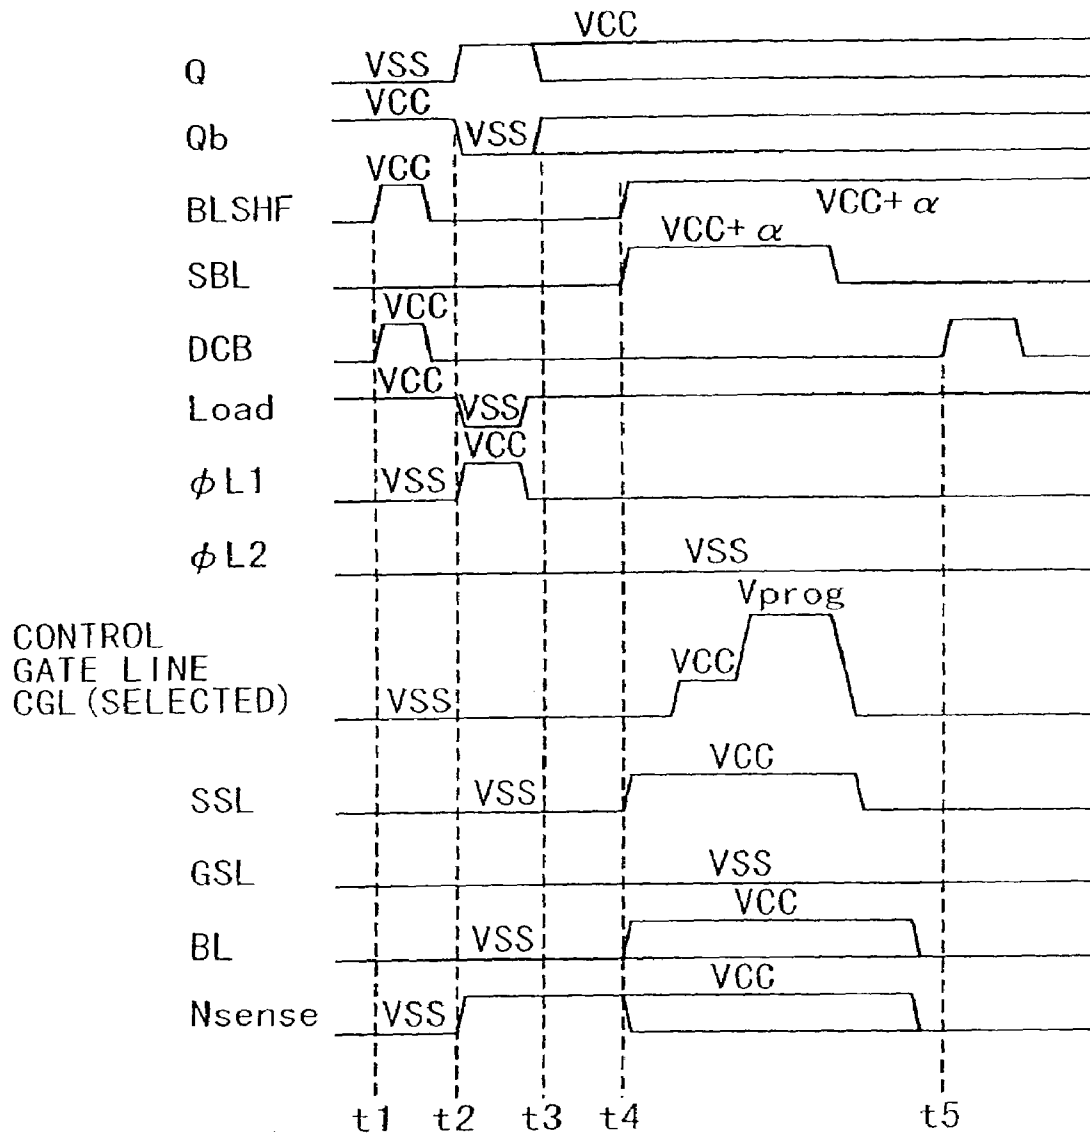 VCC
Q VSS
VCC
Qb VSS
VCC
BLSHF VCC+α
VCC+α
SBL
VCC
DCB
VCC
Load VSS
VCC
φL1 VSS
φL2 VSS
Vprog
CONTROL
GATE LINE VCC
CGL(SELECTED) VSS
VCC
SSL VSS
GSL VSS
VCC
BL VSS
VCC
Nsense VSS
t1 t2 t3 t4 t5